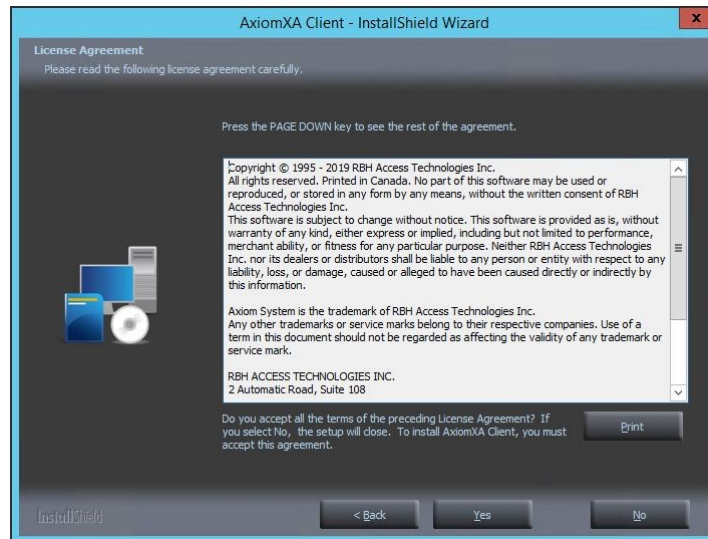 AxiomXA Client - InstallShield Wizard
x
License Agreement
Please read the following license agreement carefully.
Press the PAGE DOWN key to see the rest of the agreement.
Copyright © 1995 - 2019 RBH Access Technologies Inc.
All rights reserved. Printed in Canada. No part of this software may be used or
reproduced, or stored in any form by any means, without the written consent of RBH
Access Technologies Inc.
This software is subject to change without notice. This software is provided as is, without
warranty of any kind, either express or implied, including but not limited to performance,
merchant ability, or fitness for any particular purpose. Neither RBH Access Technologies
Inc. nor its dealers or distributors shall be liable to any person or entity with respect to any
liability, loss, or damage, caused or alleged to have been caused directly or indirectly by
this information.
Axiom System is the trademark of RBH Access Technologies Inc.
Any other trademarks or service marks belong to their respective companies. Use of a
term in this document should not be regarded as affecting the validity of any trademark or
service mark.
RBH ACCESS TECHNOLOGIES INC.
2 Automatic Road, Suite 108
Do you accept all the terms of the preceding License Agreement? If
you select No, the setup will close. To install AxiomXA Client, you must
accept this agreement.
Print
InstallShield
< Back
Yes
No